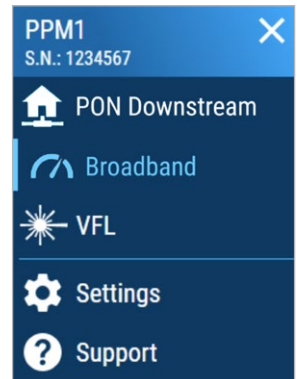 PPM1
S.N.: 1234567
PON Downstream
Broadband
VFL
Settings
? Support